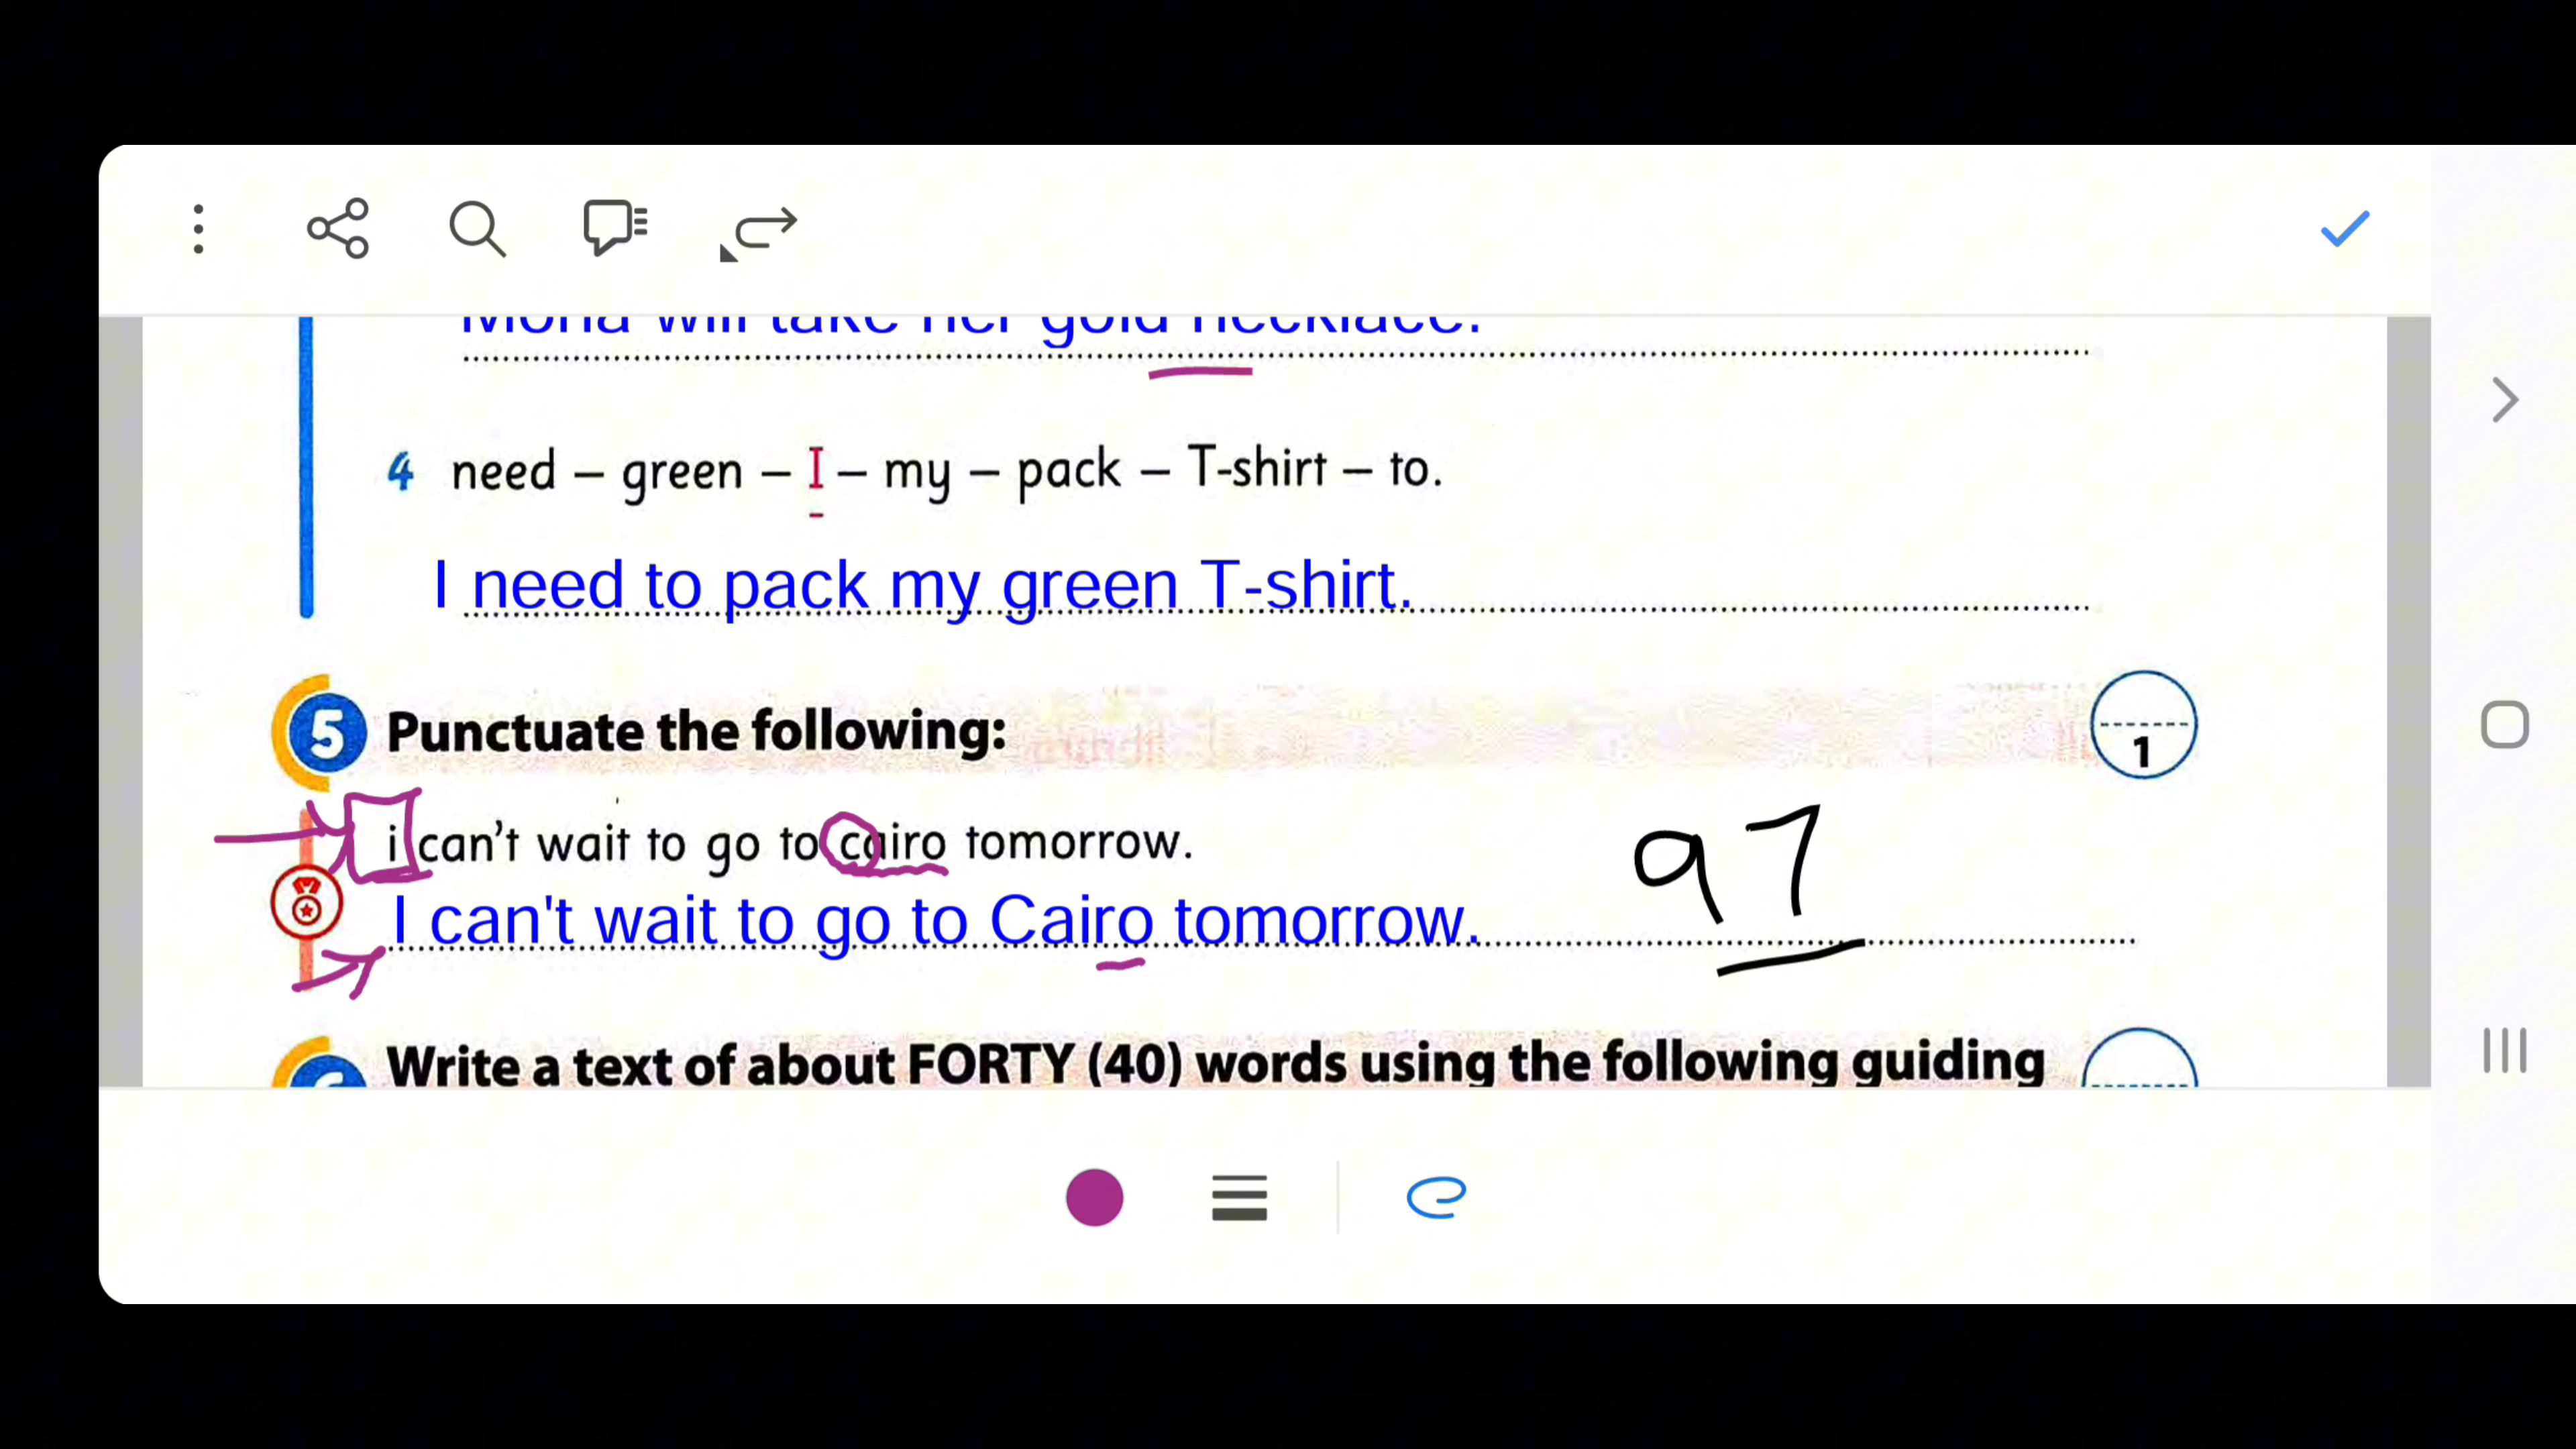 Mona will take her gold necklace.
4 need – green – I – my – pack – T-shirt – to.
I need to pack my green T-shirt.
5 Punctuate the following:
1
i can’t wait to go to cairo tomorrow.
97
I can't wait to go to Cairo tomorrow.
6 Write a text of about FORTY (40) words using the following guiding